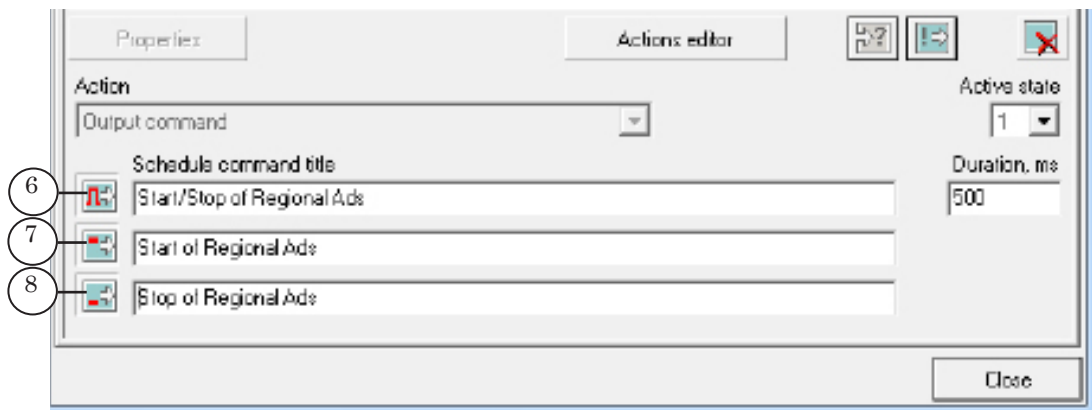 Properties Actions editor ? !
Action Active state
Output command 1
Schedule command title Duration, ms
6 Start/Stop of Regional Ads 500
7 Start of Regional Ads
8 Stop of Regional Ads
Close